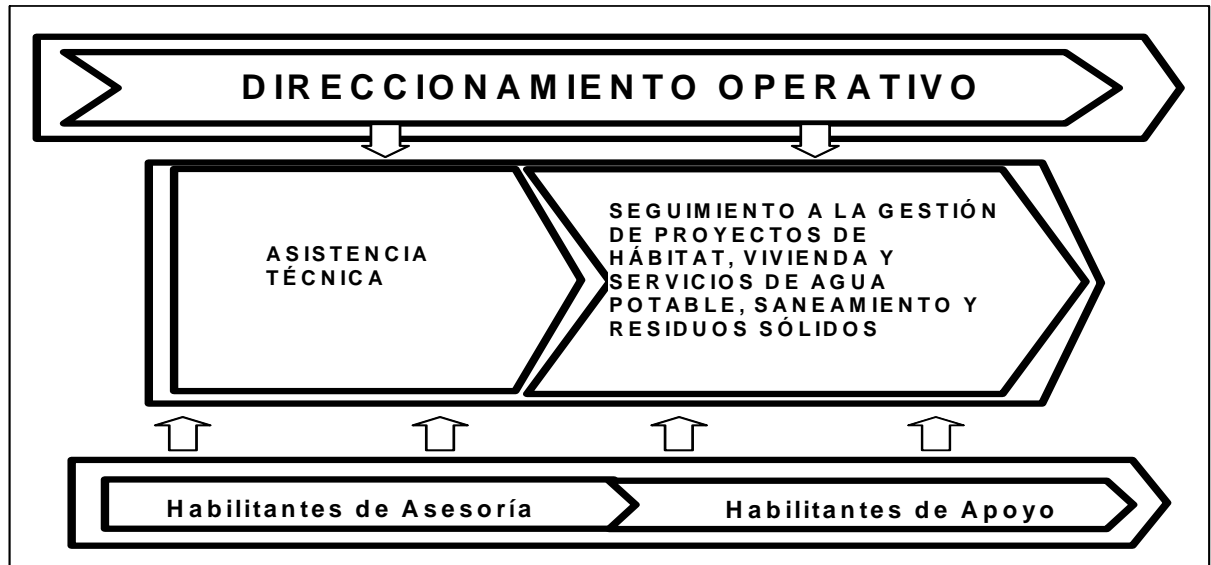 DIRECCIONAMIENTO OPERATIVO
ASISTENCIA
TÉCNICA
SEGUIMIENTO A LA GESTIÓN
DE PROYECTOS DE
HÁBITAT, VIVIENDA Y
SERVICIOS DE AGUA
POTABLE, SANEAMIENTO Y
RESIDUOS SÓLIDOS
Habilitantes de Asesoría
Habilitantes de Apoyo